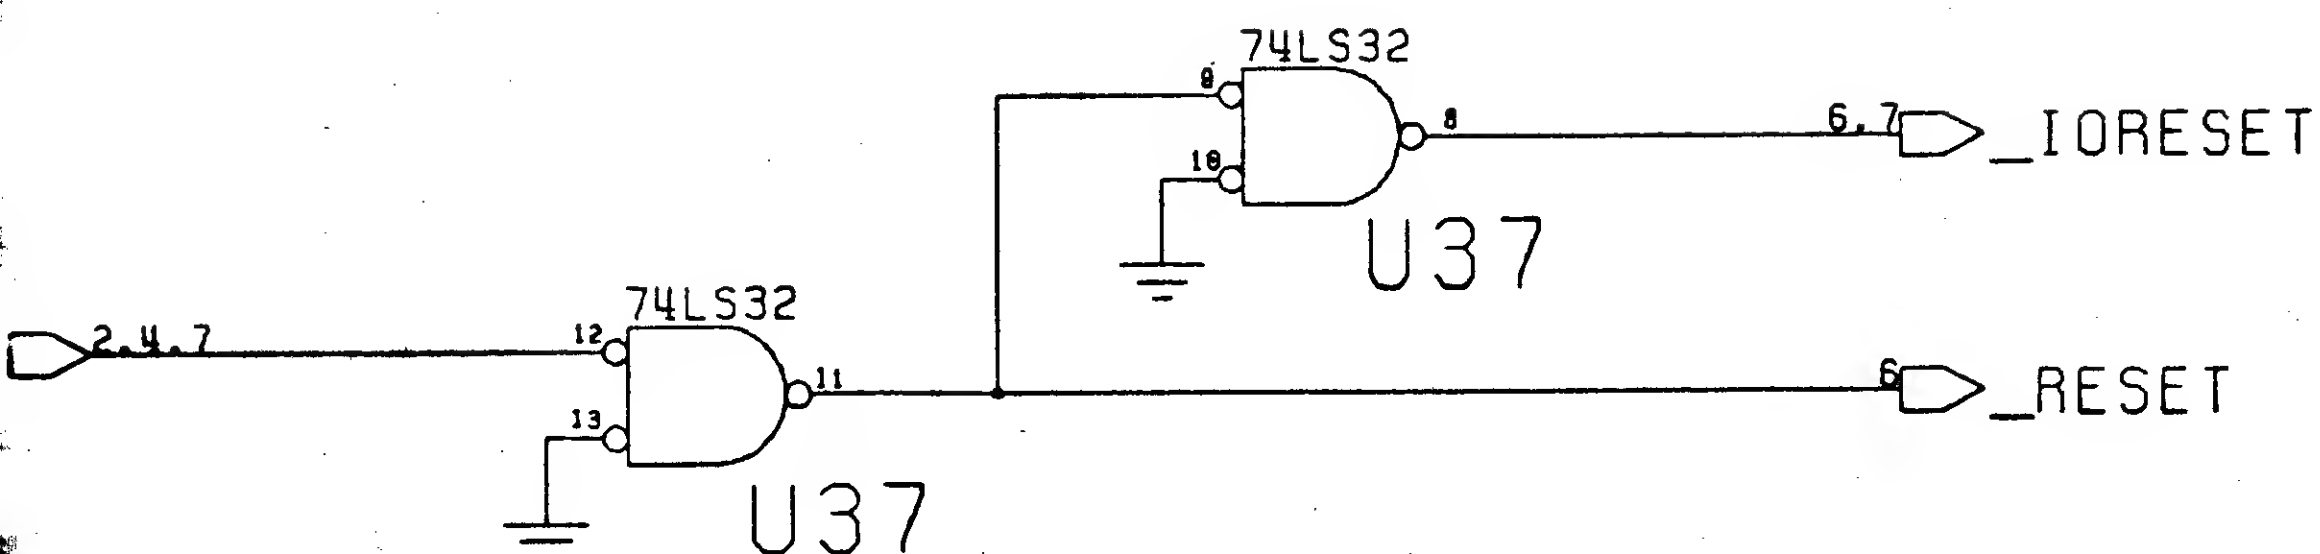 74LS32
9
8
6.7
_IORESET
10
U37
74LS32
2.4.7
12
11
6
_RESET
13
U37